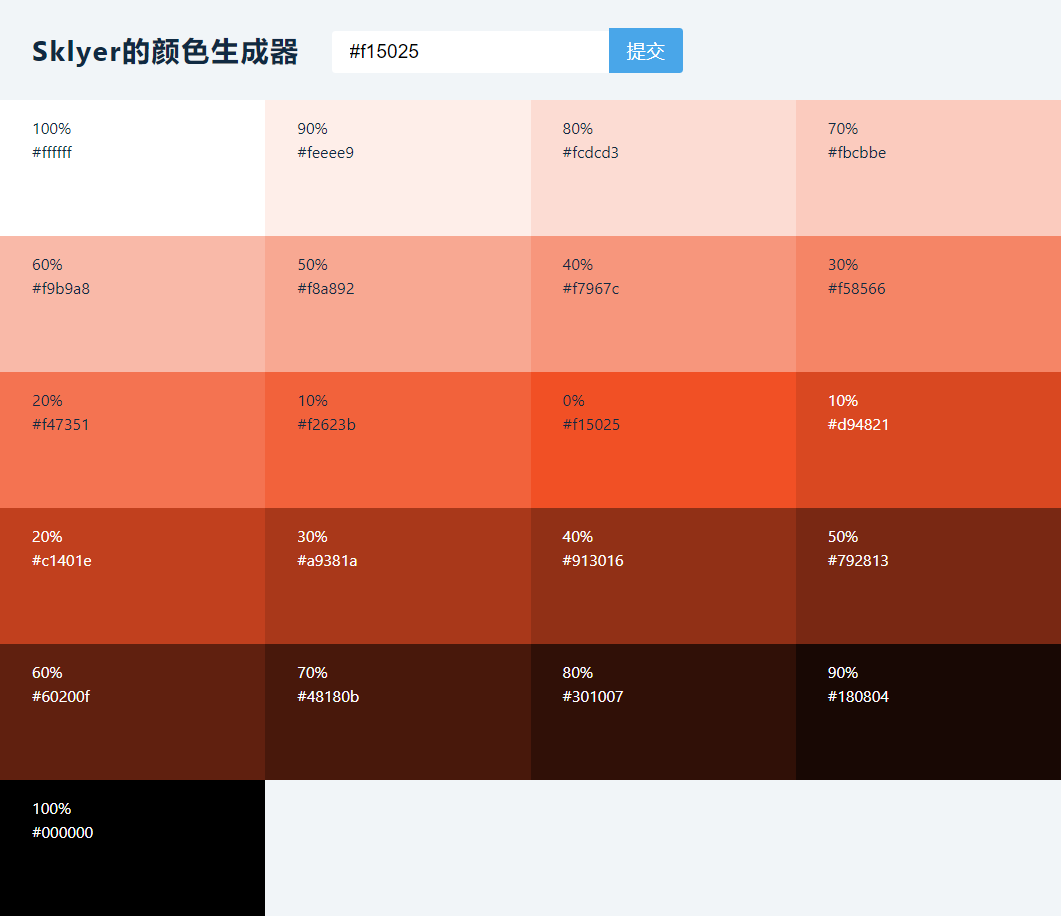 Sklyer的颜色生成器
#f15025
提交
100%
#ffffff
90%
#feeee9
80%
#fcdcd3
70%
#fbcbbe
60%
#f9b9a8
50%
#f8a892
40%
#f7967c
30%
#f58566
20%
#f47351
10%
#f2623b
0%
#f15025
10%
#d94821
20%
#c1401e
30%
#a9381a
40%
#913016
50%
#792813
60%
#60200f
70%
#48180b
80%
#301007
90%
#180804
100%
#000000